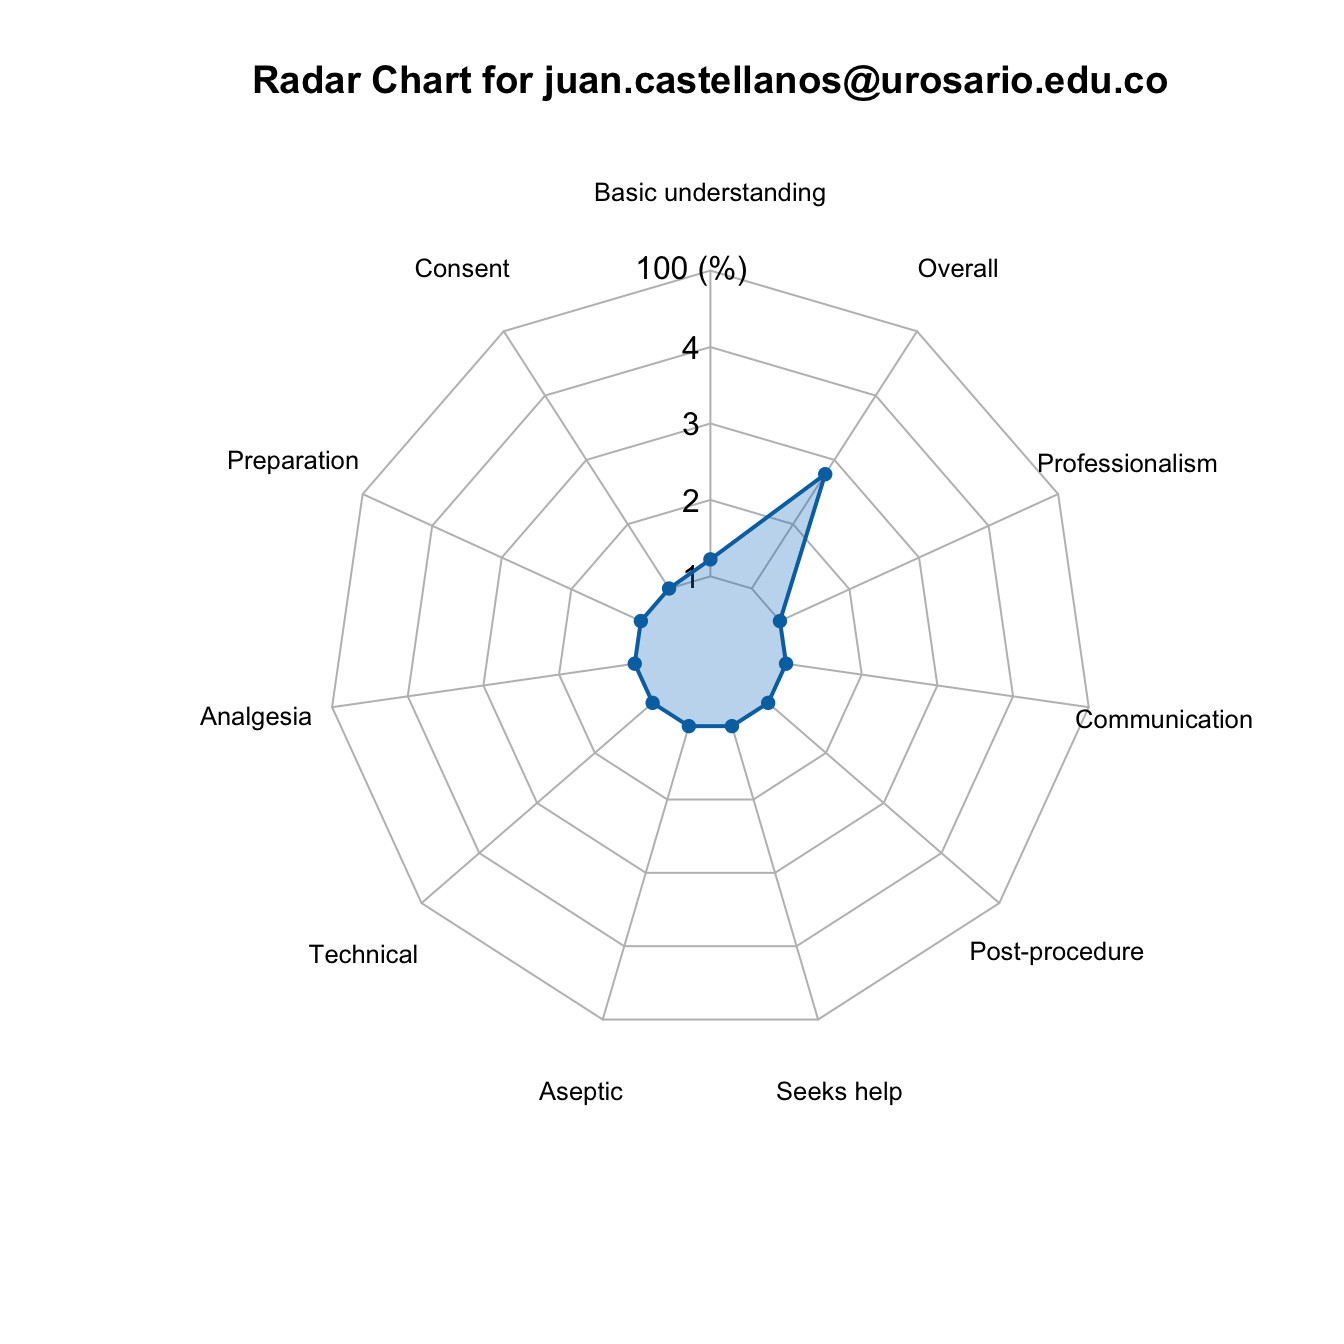 Radar Chart for juan.castellanos@urosario.edu.co
Basic understanding
Consent
100 (%)
Overall
4
3
Preparation
Professionalism
2
1
Analgesia
Communication
Technical
Post-procedure
Aseptic
Seeks help